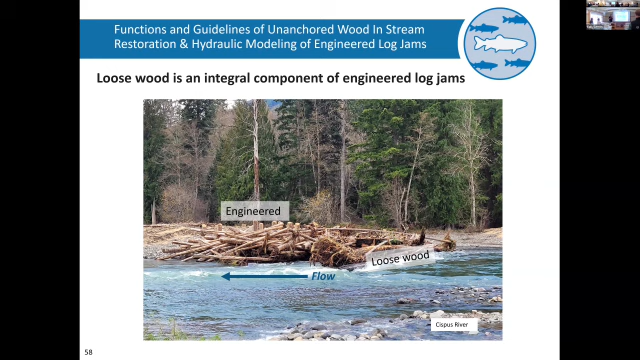 Functions and Guidelines of Unanchored Wood In Stream
Restoration & Hydraulic Modeling of Engineered Log Jams
Loose wood is an integral component of engineered log jams
Engineered
Loose wood
Flow
Cispus River
58